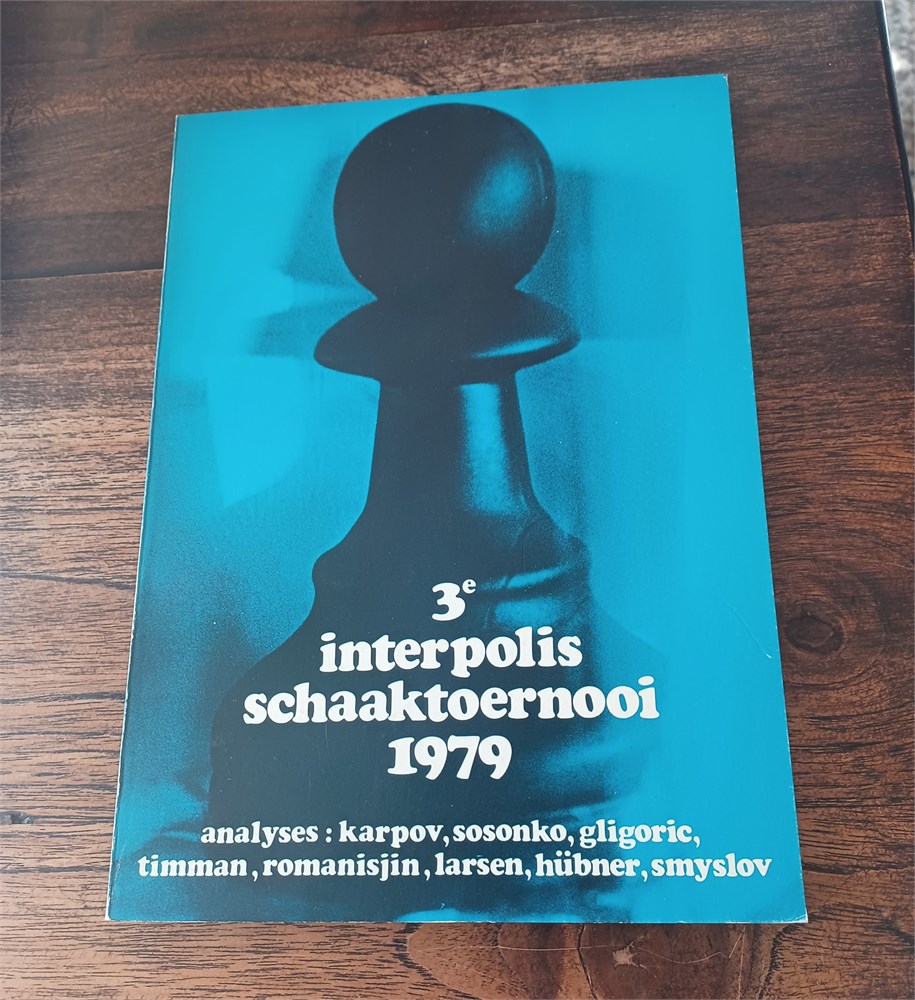 3e
interpolis
schaaktoernooi
1979
analyses : karpov, sosonko, gligoric,
timman, romanisjin, larsen, hübner, smyslov